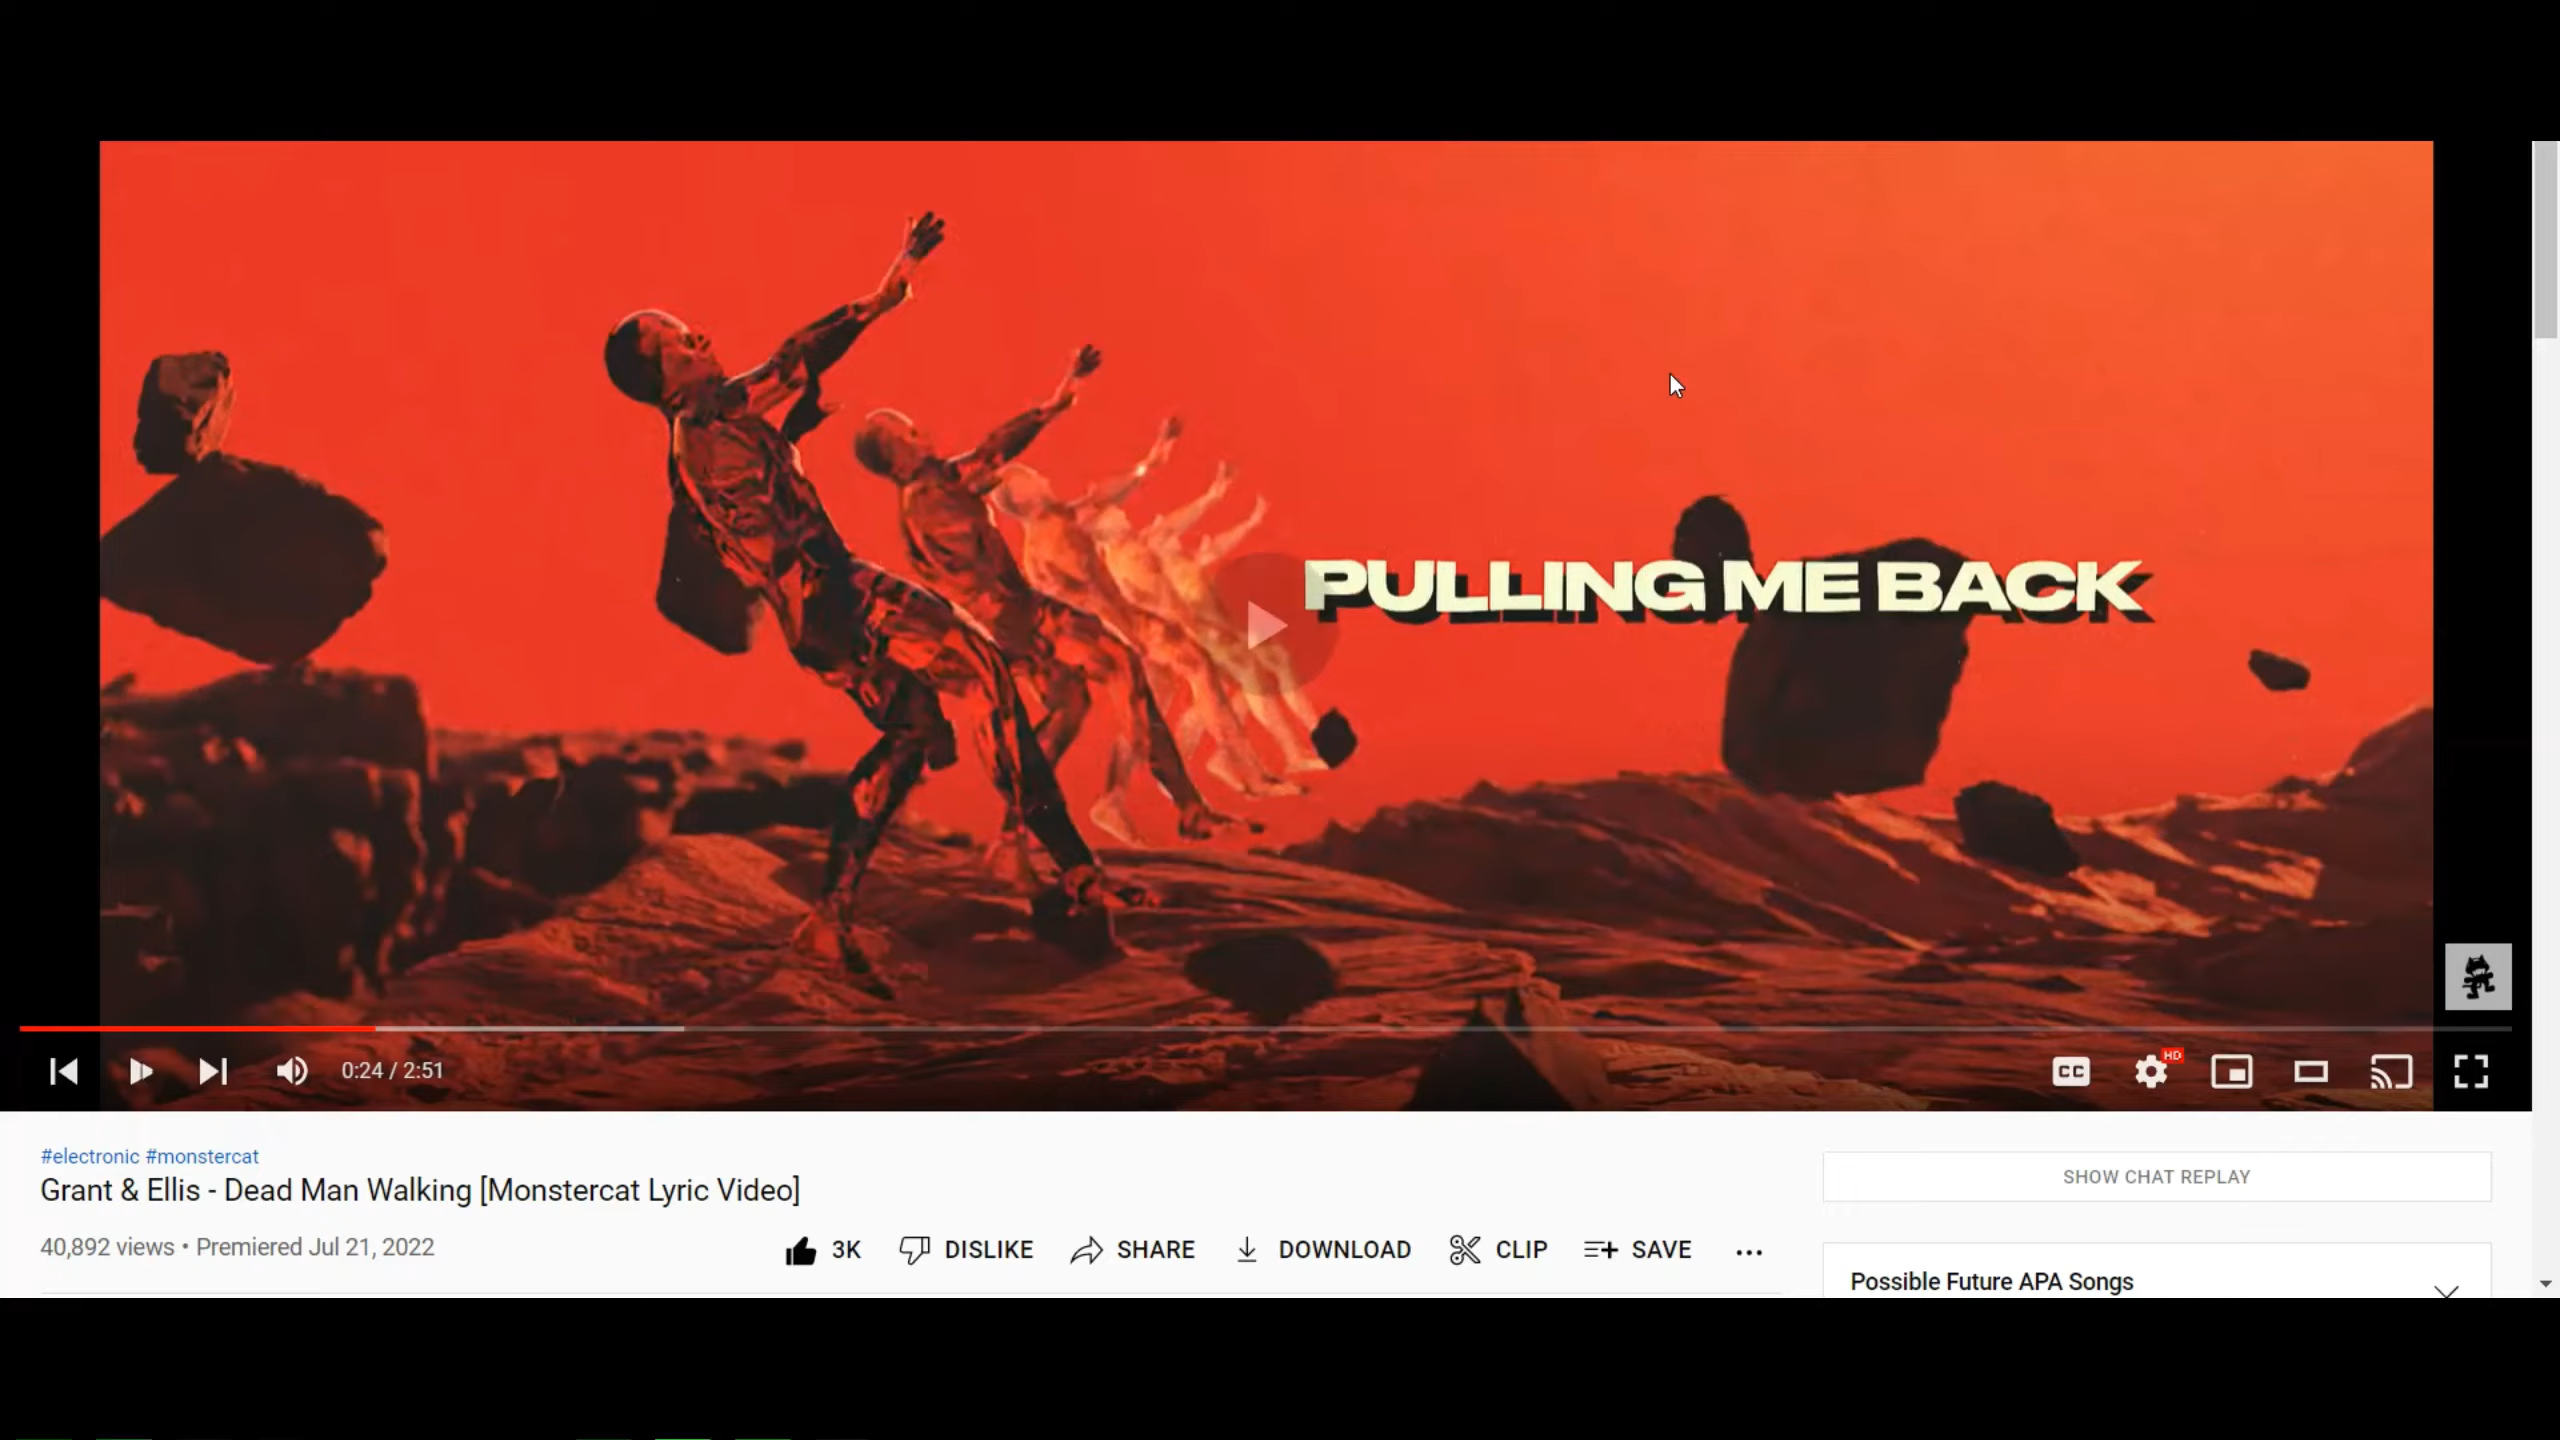 PULLING ME BACK
HD
0:24 / 2:51
CC
#electronic #monstercat
Grant & Ellis - Dead Man Walking [Monstercat Lyric Video]
40,892 views • Premiered Jul 21, 2022
3K
DISLIKE
SHARE
DOWNLOAD
CLIP
SAVE
SHOW CHAT REPLAY
Possible Future APA Songs